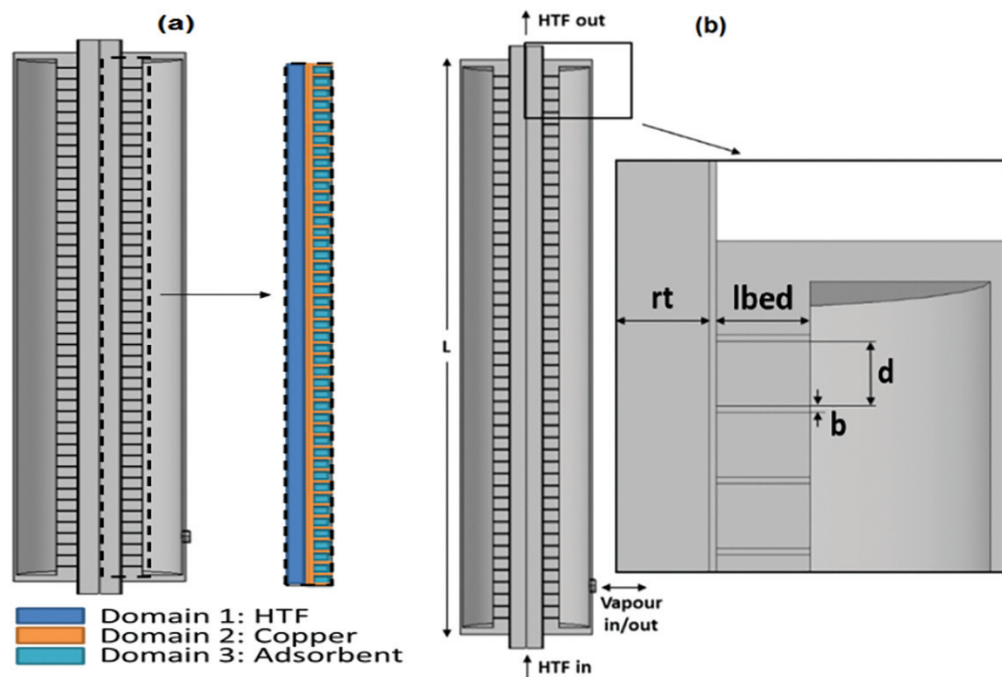 (a)
HTF out
(b)
rt
lbed
d
b
L
Vapour
in/out
HTF in
Domain 1: HTF
Domain 2: Copper
Domain 3: Adsorbent